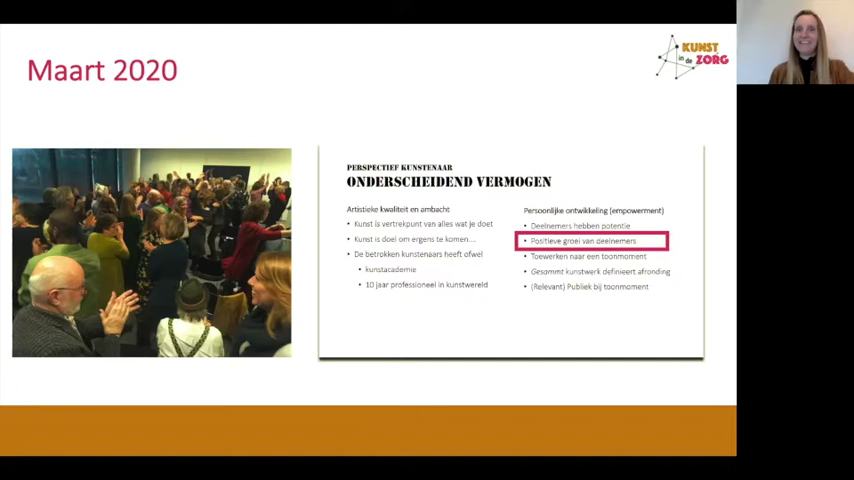 Maart 2020
KUNST
in de
ZORG
PERSPECTIEF KUNSTENAAR
ONDERSCHEIDEND VERMOGEN
Artistieke kwaliteit en ambacht
• Kunst is vertrekpunt van alles wat je doet
• Kunst is doel om ergens te komen....
• De betrokken kunstenaars heeft ofwel
• kunstacademie
• 10 jaar professioneel in kunstwereld
Persoonlijke ontwikkeling (empowerment)
• Deelnemers hebben potentie
• Positieve groei van deelnemers
• Toewerken naar een toonmoment
• Gesammt kunstwerk definieert afronding
• (Relevant) Publiek bij toonmoment